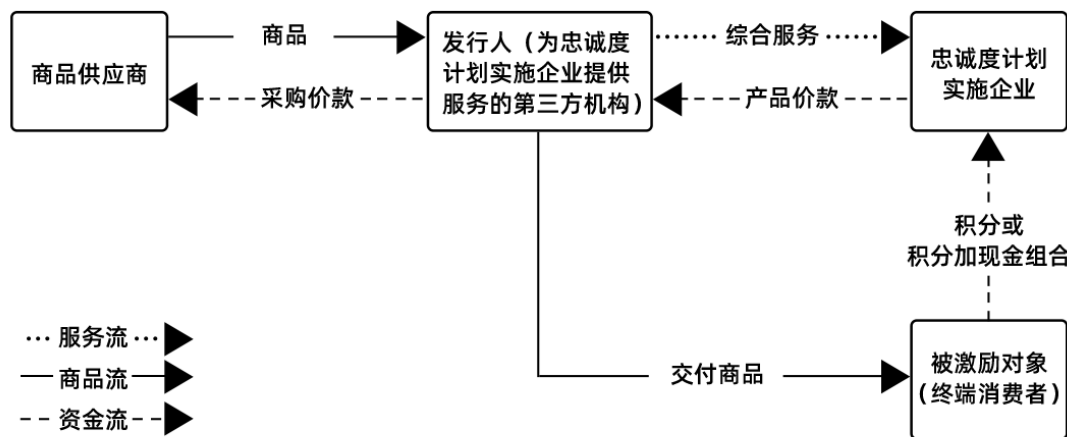 商品供应商
商品
采购价款
发行人（为忠诚度
计划实施企业提供
服务的第三方机构）
综合服务
产品价款
忠诚度计划
实施企业
积分或
积分加现金组合
服务流
商品流
资金流
交付商品
被激励对象
（终端消费者）